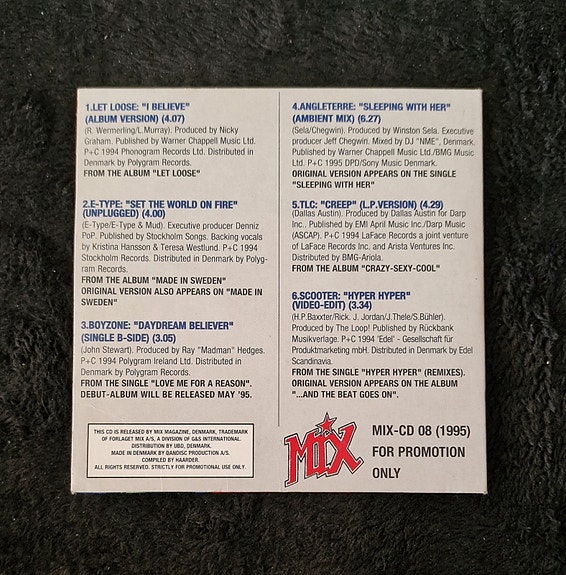 1.LET LOOSE: "I BELIEVE"
(ALBUM VERSION) (4.07)
(R. Wermerling/L.Murray). Produced by Nicky
Graham. Published by Warner Chappell Music Ltd.
P+C 1994 Phonogram Records Ltd. Distributed in
Denmark by Polygram Records.
FROM THE ALBUM "LET LOOSE"
2.E-TYPE: "SET THE WORLD ON FIRE"
(UNPLUGGED) (4.00)
(E-Type/E-Type & Mud). Executive producer Denniz
PoP. Published by Stockholm Songs. Backing vocals
by Kristina Hansson & Teresa Westlund. P+C 1994
Stockholm Records. Distributed in Denmark by Polyg-
ram Records.
FROM THE ALBUM "MADE IN SWEDEN"
ORIGINAL VERSION ALSO APPEARS ON "MADE IN
SWEDEN"
3.BOYZONE: "DAYDREAM BELIEVER"
(SINGLE B-SIDE) (3.05)
(John Stewart). Produced by Ray "Madman" Hedges.
P+C 1994 Polygram Ireland Ltd. Distributed in
Denmark by Polygram Records.
FROM THE SINGLE "LOVE ME FOR A REASON".
DEBUT-ALBUM WILL BE RELEASED MAY '95.
THIS CD IS RELEASED BY MIX MAGAZINE, DENMARK, TRADEMARK
OF FORLAGET MIX A/S, A DIVISION OF G&S INTERNATIONAL.
DISTRIBUTION BY UBD, DENMARK.
MADE IN DENMARK BY DANDISC PRODUCTION A/S.
COMPILED BY HAARDER.
ALL RIGHTS RESERVED. STRICTLY FOR PROMOTIONAL USE ONLY.
4.ANGLETERRE: "SLEEPING WITH HER"
(AMBIENT MIX) (6.27)
(Sela/Chegwin). Produced by Winston Sela. Executive
producer Jeff Chegwin. Mixed by DJ "NME", Denmark.
Published by Warner Chappell Music Ltd./BMG Music
Ltd. P+C 1995 DPD/Sony Music Denmark.
ORIGINAL VERSION APPEARS ON THE SINGLE
"SLEEPING WITH HER"
5.TLC: "CREEP" (L.P.VERSION) (4.29)
(Dallas Austin). Produced by Dallas Austin for Darp
Inc.. Published by EMI April Music Inc./Darp Music
(ASCAP). P+C 1994 LaFace Records a joint venture
of LaFace Records Inc. and Arista Ventures Inc.
Distributed by BMG-Ariola.
FROM THE ALBUM "CRAZY-SEXY-COOL"
6.SCOOTER: "HYPER HYPER"
(VIDEO-EDIT) (3.34)
(H.P.Baxxter/Rick. J. Jordan/J.Thele/S.Bühler).
Produced by The Loop! Published by Rückbank
Musikverlage. P+C 1994 'Edel' - Gesellschaft für
Produktmarketing mbH. Distributed in Denmark by Edel
Scandinavia.
FROM THE SINGLE "HYPER HYPER" (REMIXES).
ORIGINAL VERSION APPEARS ON THE ALBUM
"...AND THE BEAT GOES ON".
MIX
MIX-CD 08 (1995)
FOR PROMOTION
ONLY